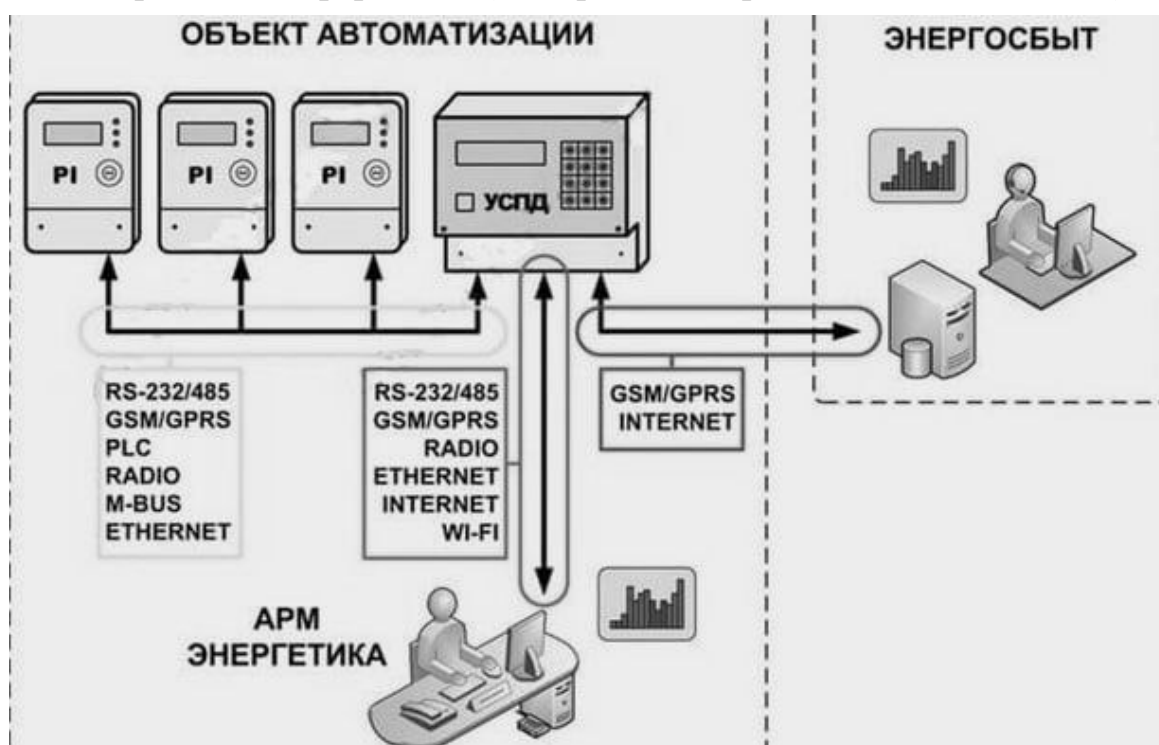 ОБЪЕКТ АВТОМАТИЗАЦИИ
ЭНЕРГОСБЫТ
PI
PI
PI
УСПД
RS-232/485
GSM/GPRS
PLC
RADIO
M-BUS
ETHERNET
RS-232/485
GSM/GPRS
RADIO
ETHERNET
INTERNET
WI-FI
GSM/GPRS
INTERNET
АРМ
ЭНЕРГЕТИКА